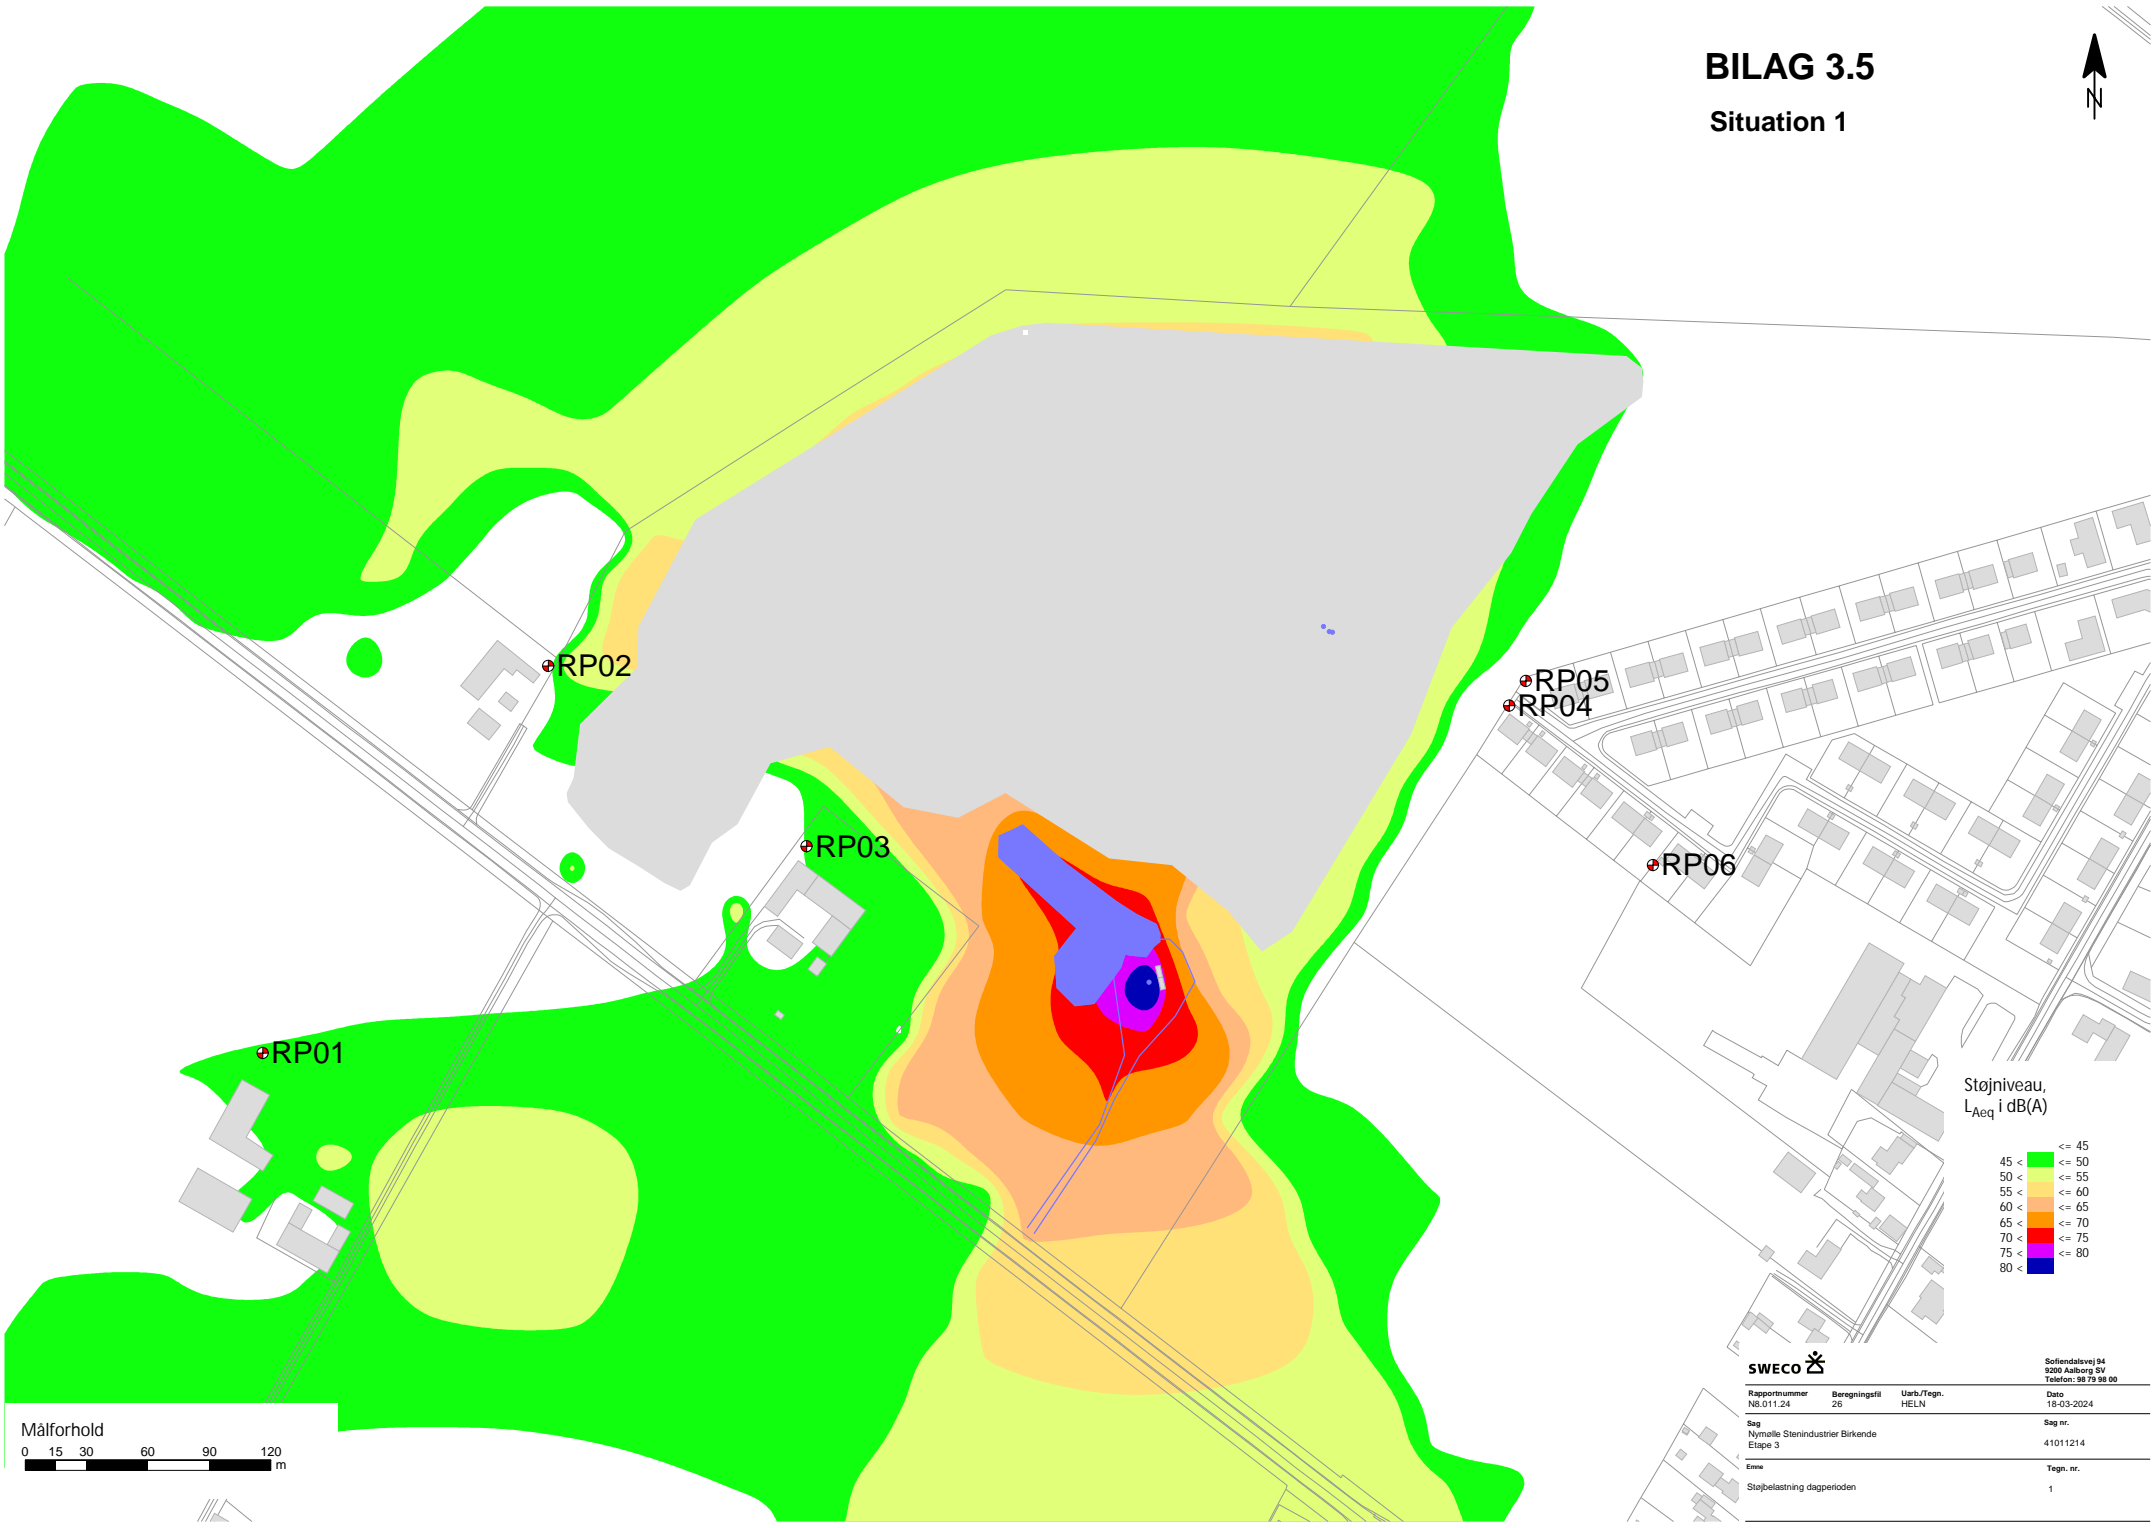 BILAG 3.5
Situation 1
N
RP02
RP05
RP04
RP03
RP06
RP01
Støjniveau,
LAeq i dB(A)
<= 45
45 < <= 50
50 < <= 55
55 < <= 60
60 < <= 65
65 < <= 70
70 < <= 75
75 < <= 80
80 <
Målforhold
0 15 30 60 90 120
m
SWECO
Sofiendalsvej 94
9200 Aalborg SV
Telefon: 98 79 98 00
Rapportnummer Beregningsfil Uarb./Tegn. Dato
N8.011.24 26 HELN 18-03-2024
Sag Sag nr.
Nymølle Stenindustrier Birkende
Etape 3 41011214
Emne Tegn. nr.
Støjbelastning dagperioden 1